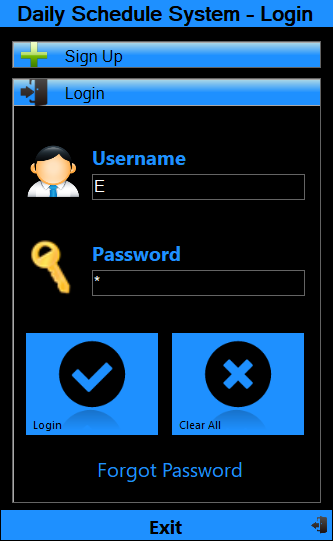 Daily Schedule System - Login
Sign Up
Login
Username
E
Password
*
Login
Clear All
Forgot Password
Exit